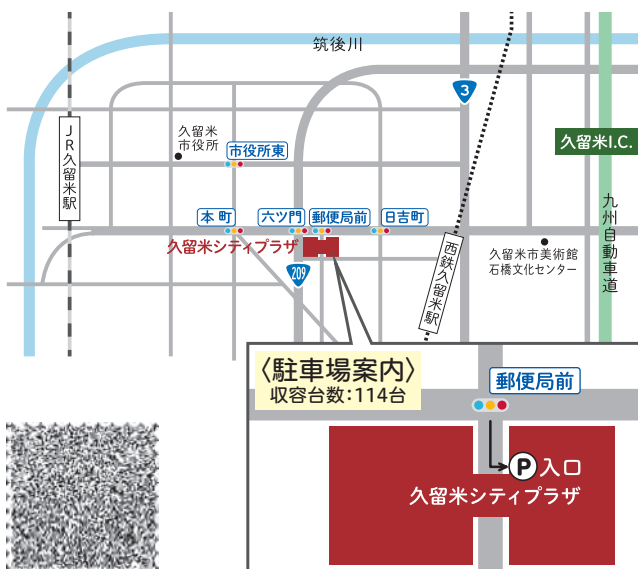 筑後川
3
久留米
市役所
市役所東
久留米I.C.
JR久留米駅
本町
六ツ門
郵便局前
日吉町
九州自動車道
久留米シティプラザ
西鉄久留米駅
久留米市美術館
石橋文化センター
209
〈駐車場案内〉
収容台数:114台
郵便局前
P 入口
久留米シティプラザ